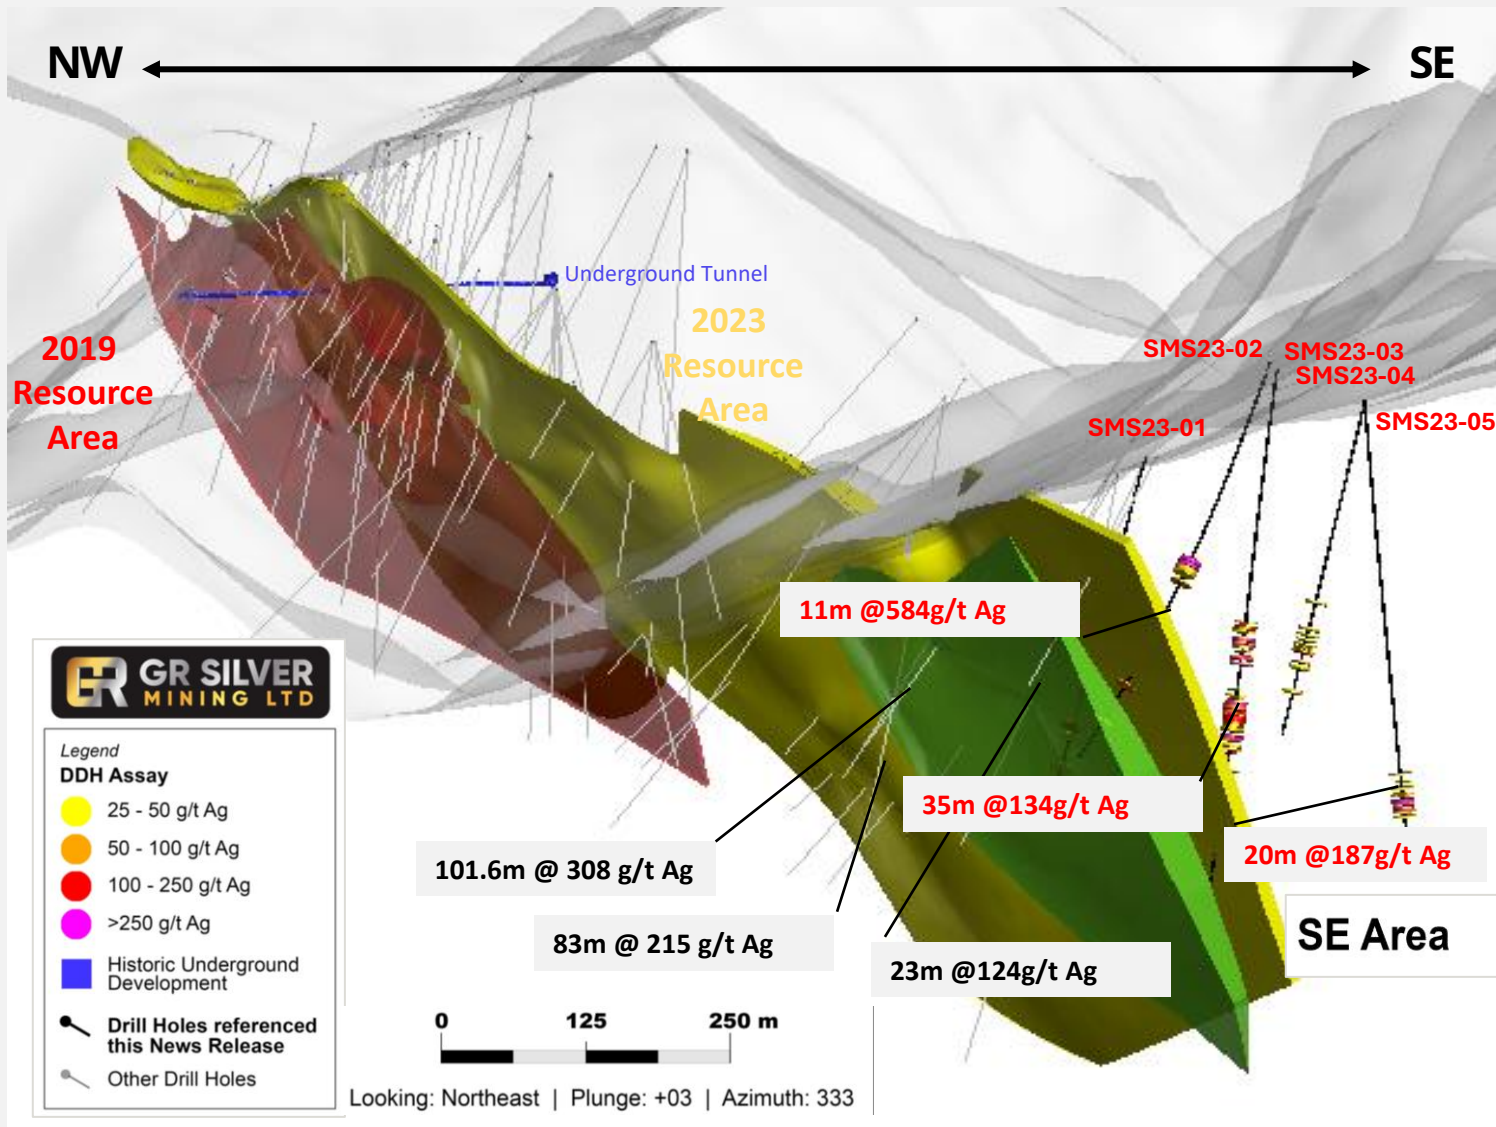 NW
SE
Underground Tunnel
2019
Resource
Area
2023
Resource
Area
SMS23-02
SMS23-03
SMS23-04
SMS23-01
SMS23-05
11m @584g/t Ag
35m @134g/t Ag
20m @187g/t Ag
101.6m @ 308 g/t Ag
83m @ 215 g/t Ag
23m @124g/t Ag
SE Area
GR SILVER
MINING LTD
Legend
DDH Assay
25 - 50 g/t Ag
50 - 100 g/t Ag
100 - 250 g/t Ag
>250 g/t Ag
Historic Underground
Development
Drill Holes referenced
this News Release
Other Drill Holes
0 125 250 m
Looking: Northeast | Plunge: +03 | Azimuth: 333